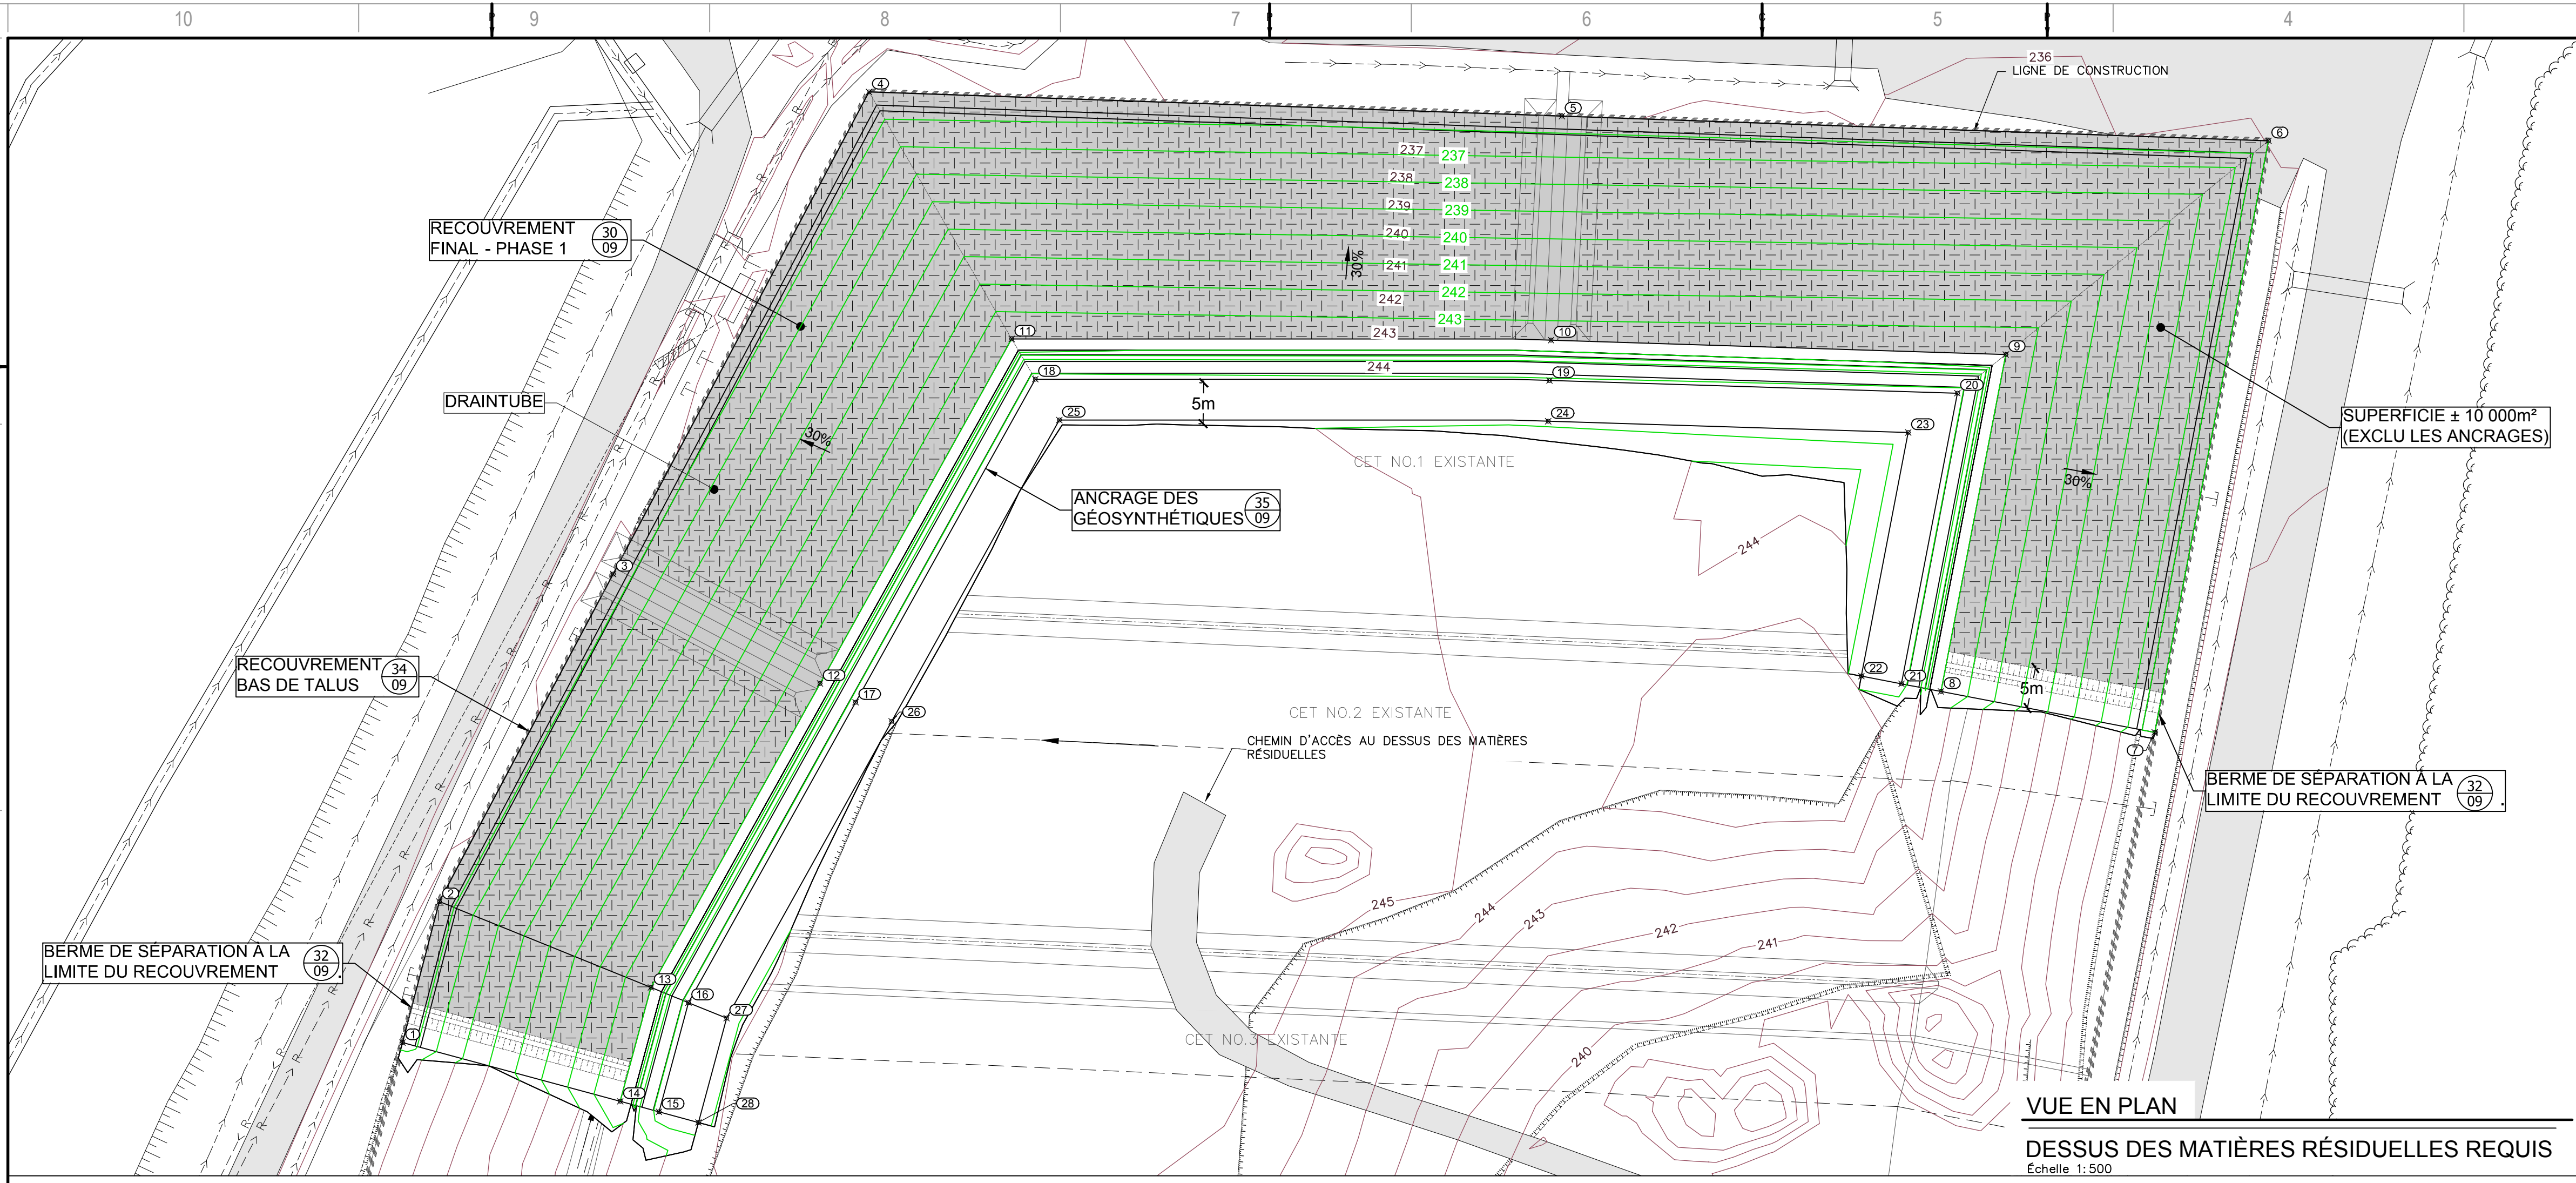 10
9
8
7
6
5
4
236
LIGNE DE CONSTRUCTION
4
5
6
237 237
238 238
239 239
240 240
241 241
242 242
243
243
30%
RECOUVREMENT
FINAL - PHASE 1
30
09
11
10
9
244
18
19
20
5m
25
24
23
DRAINTUBE
30%
SUPERFICIE ± 10 000m²
(EXCLU LES ANCRAGES)
CET NO.1 EXISTANTE
30%
ANCRAGE DES
GÉOSYNTHÉTIQUES
35
09
244
3
RECOUVREMENT
BAS DE TALUS
34
09
12
17
26
22
21
8
5m
7
CET NO.2 EXISTANTE
CHEMIN D'ACCÈS AU DESSUS DES MATIÈRES
RÉSIDUELLES
BERME DE SÉPARATION À LA
LIMITE DU RECOUVREMENT
32
09
.
2
245
244
243
242
241
240
BERME DE SÉPARATION À LA
LIMITE DU RECOUVREMENT
32
09
.
13
16
27
1
CET NO.3 EXISTANTE
14
15
28
R R R R R R R R R R
VUE EN PLAN
DESSUS DES MATIÈRES RÉSIDUELLES REQUIS
Échelle 1:500